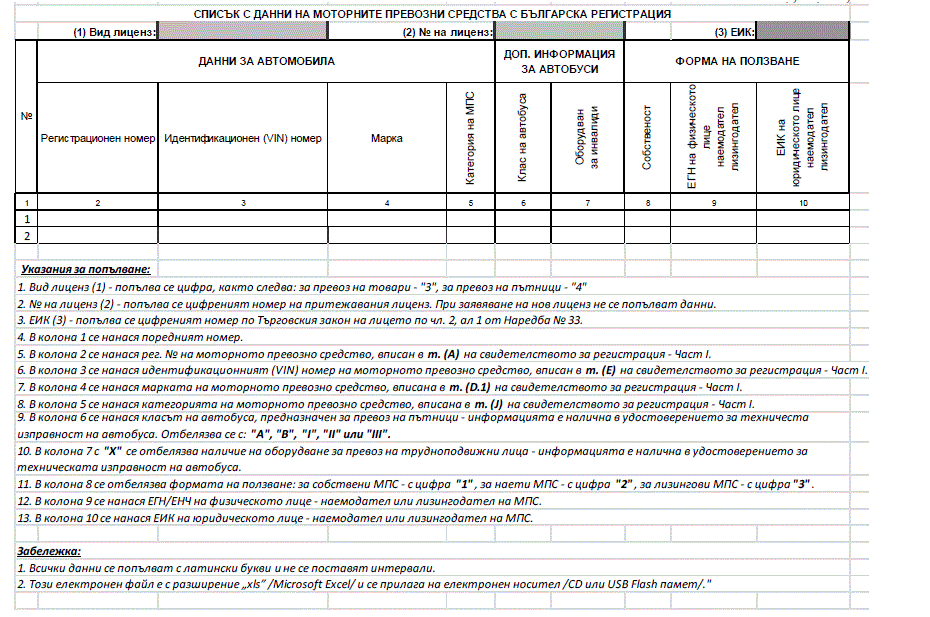 СПИСЪК С ДАННИ НА МОТОРНИТЕ ПРЕВОЗНИ СРЕДСТВА С БЪЛГАРСКА РЕГИСТРАЦИЯ
(1) Вид лиценз: (2) № на лиценз: (3) ЕИК:
№
ДАННИ ЗА АВТОМОБИЛА
ДОП. ИНФОРМАЦИЯ
ЗА АВТОБУСИ
ФОРМА НА ПОЛЗВАНЕ
Регистрационен номер
Идентификационен (VIN) номер
Марка
Категория на МПС
Клас на автобуса
Оборудван
за инвалиди
Собственост
ЕГН на физическото
лице
наемодател
лизингодател
ЕИК на
юридическото лице
наемодател
лизингодател
1 2 3 4 5 6 7 8 9 10
1
2
Указания за попълване:
1. Вид лиценз (1) - попълва се цифра, както следва: за превоз на товари - "3", за превоз на пътници - "4"
2. № на лиценз (2) - попълва се цифреният номер на притежавания лиценз. При заявяване на нов лиценз не се попълват данни.
3. ЕИК (3) - попълва се цифреният номер по Търговския закон на лицето по чл. 2, ал 1 от Наредба № 33.
4. В колона 1 се нанася поредният номер.
5. В колона 2 се нанася рег. № на моторното превозно средство, вписан в т. (A) на свидетелството за регистрация - Част I.
6. В колона 3 се нанася идентификационният (VIN) номер на моторното превозно средство, вписан в т. (E) на свидетелството за регистрация - Част I.
7. В колона 4 се нанася марката на моторното превозно средство, вписана в т. (D.1) на свидетелството за регистрация - Част I.
8. В колона 5 се нанася категорията на моторното превозно средство, вписана в т. (J) на свидетелството за регистрация - Част I.
9. В колона 6 се нанася класът на автобуса, предназначен за превоз на пътници - информацията е налична в удостоверението за техничеста
изправност на автобуса. Отбелязва се с: "A", "B", "I", "II" или "III".
10. В колона 7 с "X" се отбелязва наличие на оборудване за превоз на трудноподвижни лица - информацията е налична в удостоверението за
техническата изправност на автобуса.
11. В колона 8 се отбелязва формата на ползване: за собствени МПС - с цифра "1", за наети МПС - с цифра "2", за лизингови МПС - с цифра "3".
12. В колона 9 се нанася ЕГН/ЕНЧ на физическото лице - наемодател или лизингодател на МПС.
13. В колона 10 се нанася ЕИК на юридическото лице - наемодател или лизингодател на МПС.
Забележка:
1. Всички данни се попълват с латински букви и не се поставят интервали.
2. Този електронен файл е с разширение „xls” /Microsoft Excel/ и се прилага на електронен носител /CD или USB Flash памет/."